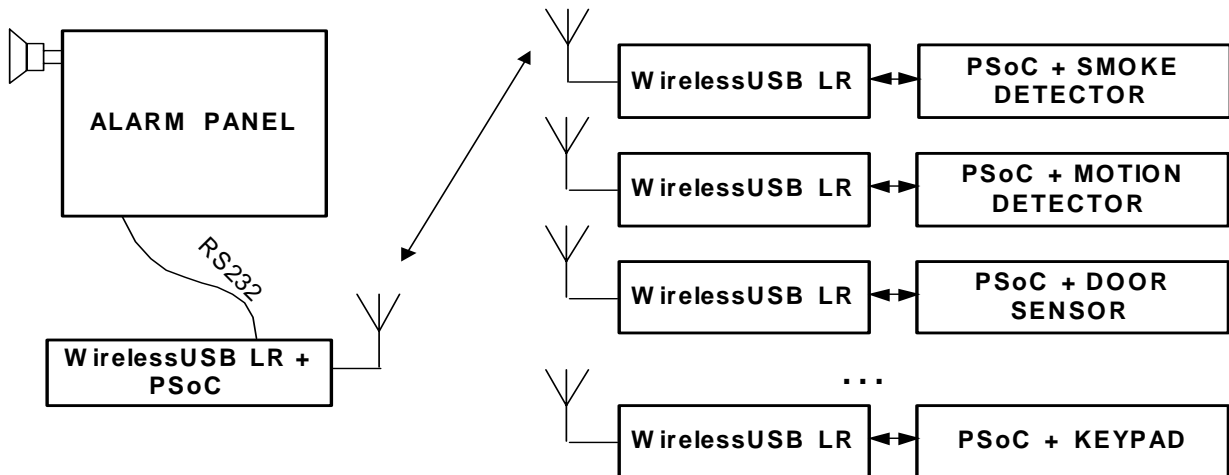 ALARM PANEL
RS232
WirelessUSB LR +
PSoC
WirelessUSB LR
PSoC + SMOKE
DETECTOR
WirelessUSB LR
PSoC + MOTION
DETECTOR
WirelessUSB LR
PSoC + DOOR
SENSOR
...
WirelessUSB LR
PSoC + KEYPAD